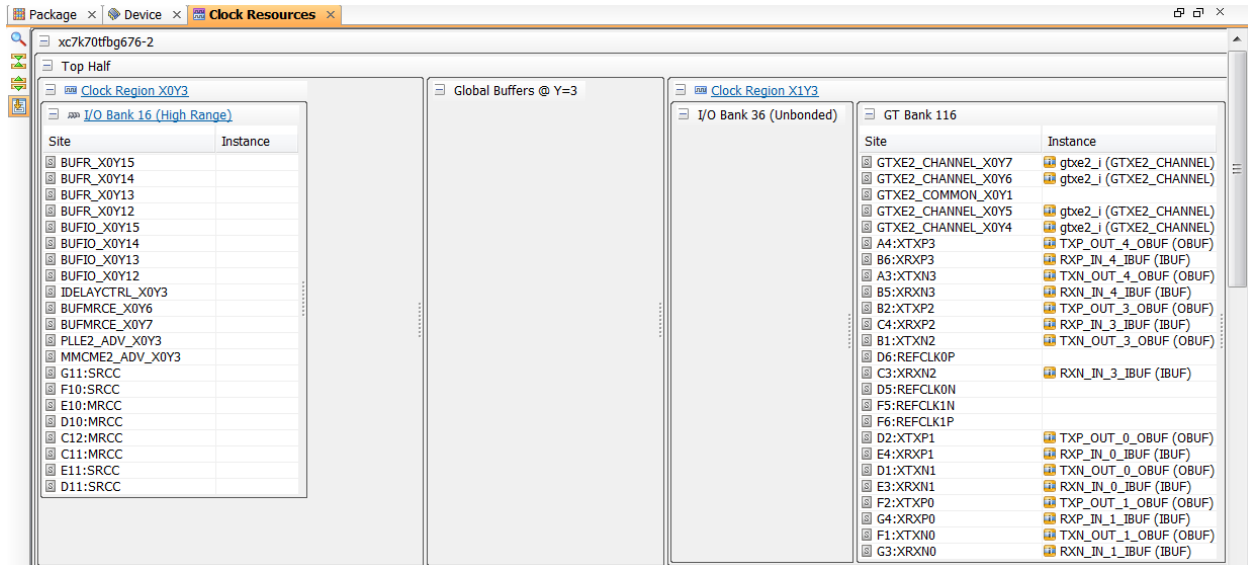 Package × Device × Clock Resources ×
xc7k70tfbg676-2
Top Half
Clock Region X0Y3
I/O Bank 16 (High Range)
Site Instance
BUFR_X0Y15
BUFR_X0Y14
BUFR_X0Y13
BUFR_X0Y12
BUFIO_X0Y15
BUFIO_X0Y14
BUFIO_X0Y13
BUFIO_X0Y12
IDELAYCTRL_X0Y3
BUFMRCE_X0Y6
BUFMRCE_X0Y7
PLLE2_ADV_X0Y3
MMCME2_ADV_X0Y3
G11:SRCC
F10:SRCC
E10:MRCC
D10:MRCC
C12:MRCC
C11:MRCC
E11:SRCC
D11:SRCC
Global Buffers @ Y=3
Clock Region X1Y3
I/O Bank 36 (Unbonded)
GT Bank 116
Site Instance
GTXE2_CHANNEL_X0Y7 gtxe2_i (GTXE2_CHANNEL)
GTXE2_CHANNEL_X0Y6 gtxe2_i (GTXE2_CHANNEL)
GTXE2_COMMON_X0Y1
GTXE2_CHANNEL_X0Y5 gtxe2_i (GTXE2_CHANNEL)
GTXE2_CHANNEL_X0Y4 gtxe2_i (GTXE2_CHANNEL)
A4:XTXP3 TXP_OUT_4_OBUF (OBUF)
B6:XRXP3 RXP_IN_4_IBUF (IBUF)
A3:XTXN3 TXN_OUT_4_OBUF (OBUF)
B5:XRXN3 RXN_IN_4_IBUF (IBUF)
B2:XTXP2 TXP_OUT_3_OBUF (OBUF)
C4:XRXP2 RXP_IN_3_IBUF (IBUF)
B1:XTXN2 TXN_OUT_3_OBUF (OBUF)
D6:REFCLK0P
C3:XRXN2 RXN_IN_3_IBUF (IBUF)
D5:REFCLK0N
F5:REFCLK1N
F6:REFCLK1P
D2:XTXP1 TXP_OUT_0_OBUF (OBUF)
E4:XRXP1 RXP_IN_0_IBUF (IBUF)
D1:XTXN1 TXN_OUT_0_OBUF (OBUF)
E3:XRXN1 RXN_IN_0_IBUF (IBUF)
F2:XTXP0 TXP_OUT_1_OBUF (OBUF)
G4:XRXP0 RXP_IN_1_IBUF (IBUF)
F1:XTXN0 TXN_OUT_1_OBUF (OBUF)
G3:XRXN0 RXN_IN_1_IBUF (IBUF)